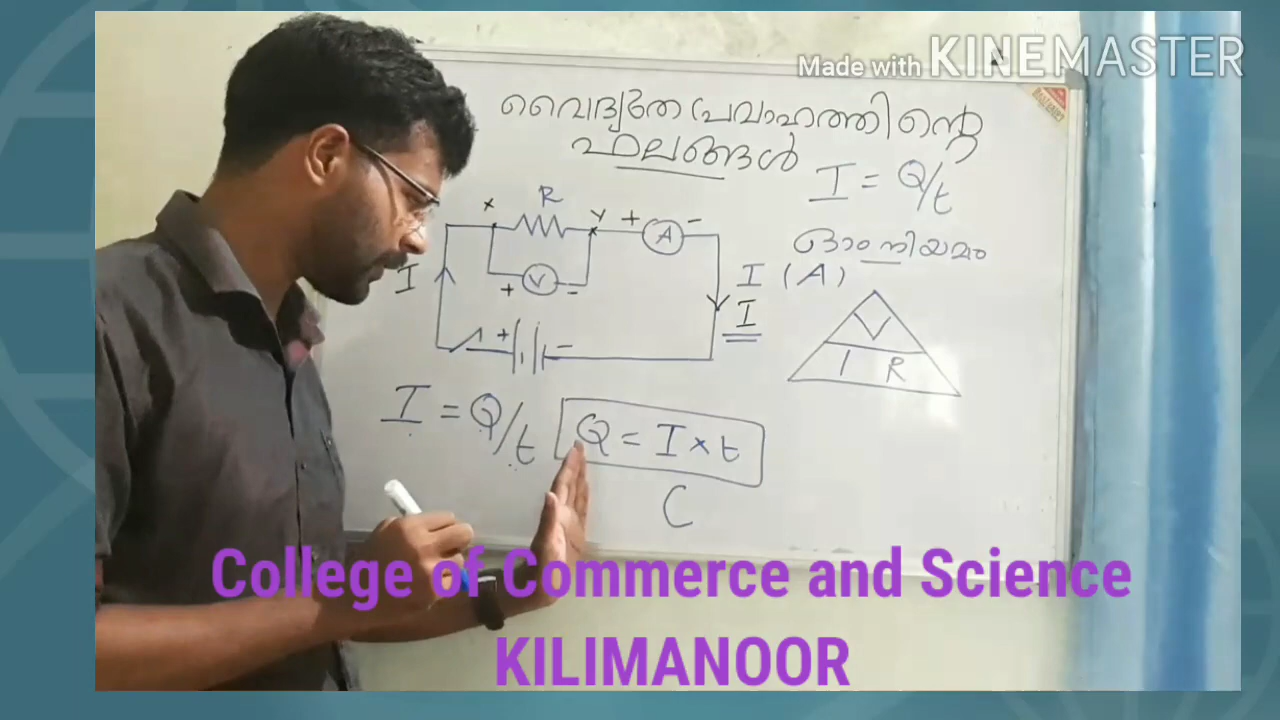 Made with KINEMASTER
വൈദ്യുത പ്രവാഹത്തിന്റെ
ഫലങ്ങൾ
I = Q/t
R
X
Y
+ A -
ഓം നിയമം
I
+ V -
I (A)
I
+ -
V
I R
I = Q/t
Q = I × t
C
College of Commerce and Science
KILIMANOOR